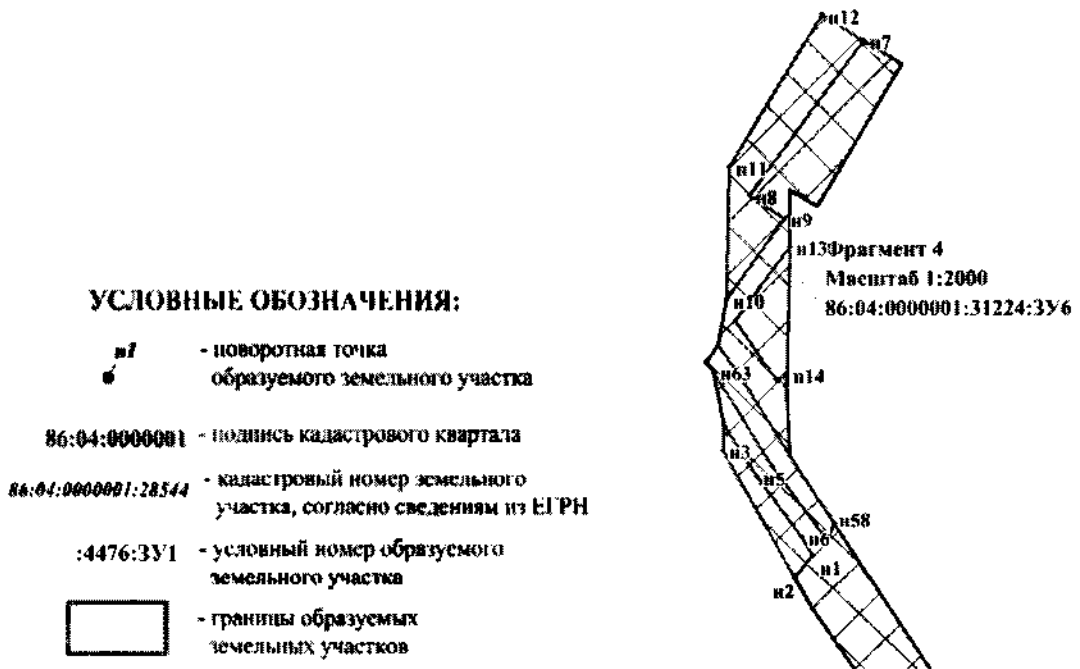 УСЛОВНЫЕ ОБОЗНАЧЕНИЯ:
н1
- поворотная точка
образуемого земельного участка
86:04:0000001 - подпись кадастрового квартала
86:04:0000001:28544 - кадастровый номер земельного
участка, согласно сведениям из ЕГРН
:4476:ЗУ1 - условный номер образуемого
земельного участка
- границы образуемых
земельных участков
н12
н7
н11
н8
н9
н13
Фрагмент 4
Масштаб 1:2000
86:04:0000001:31224:ЗУ6
н10
н63
н14
н3
н5
н58
н6
н1
н2